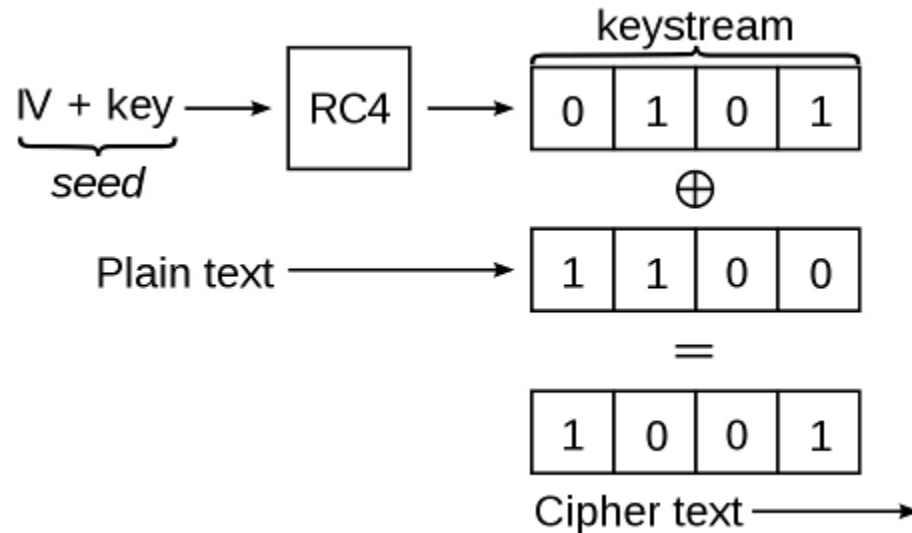 keystream
IV + key
RC4
0 1 0 1
seed
⊕
Plain text
1 1 0 0
=
1 0 0 1
Cipher text